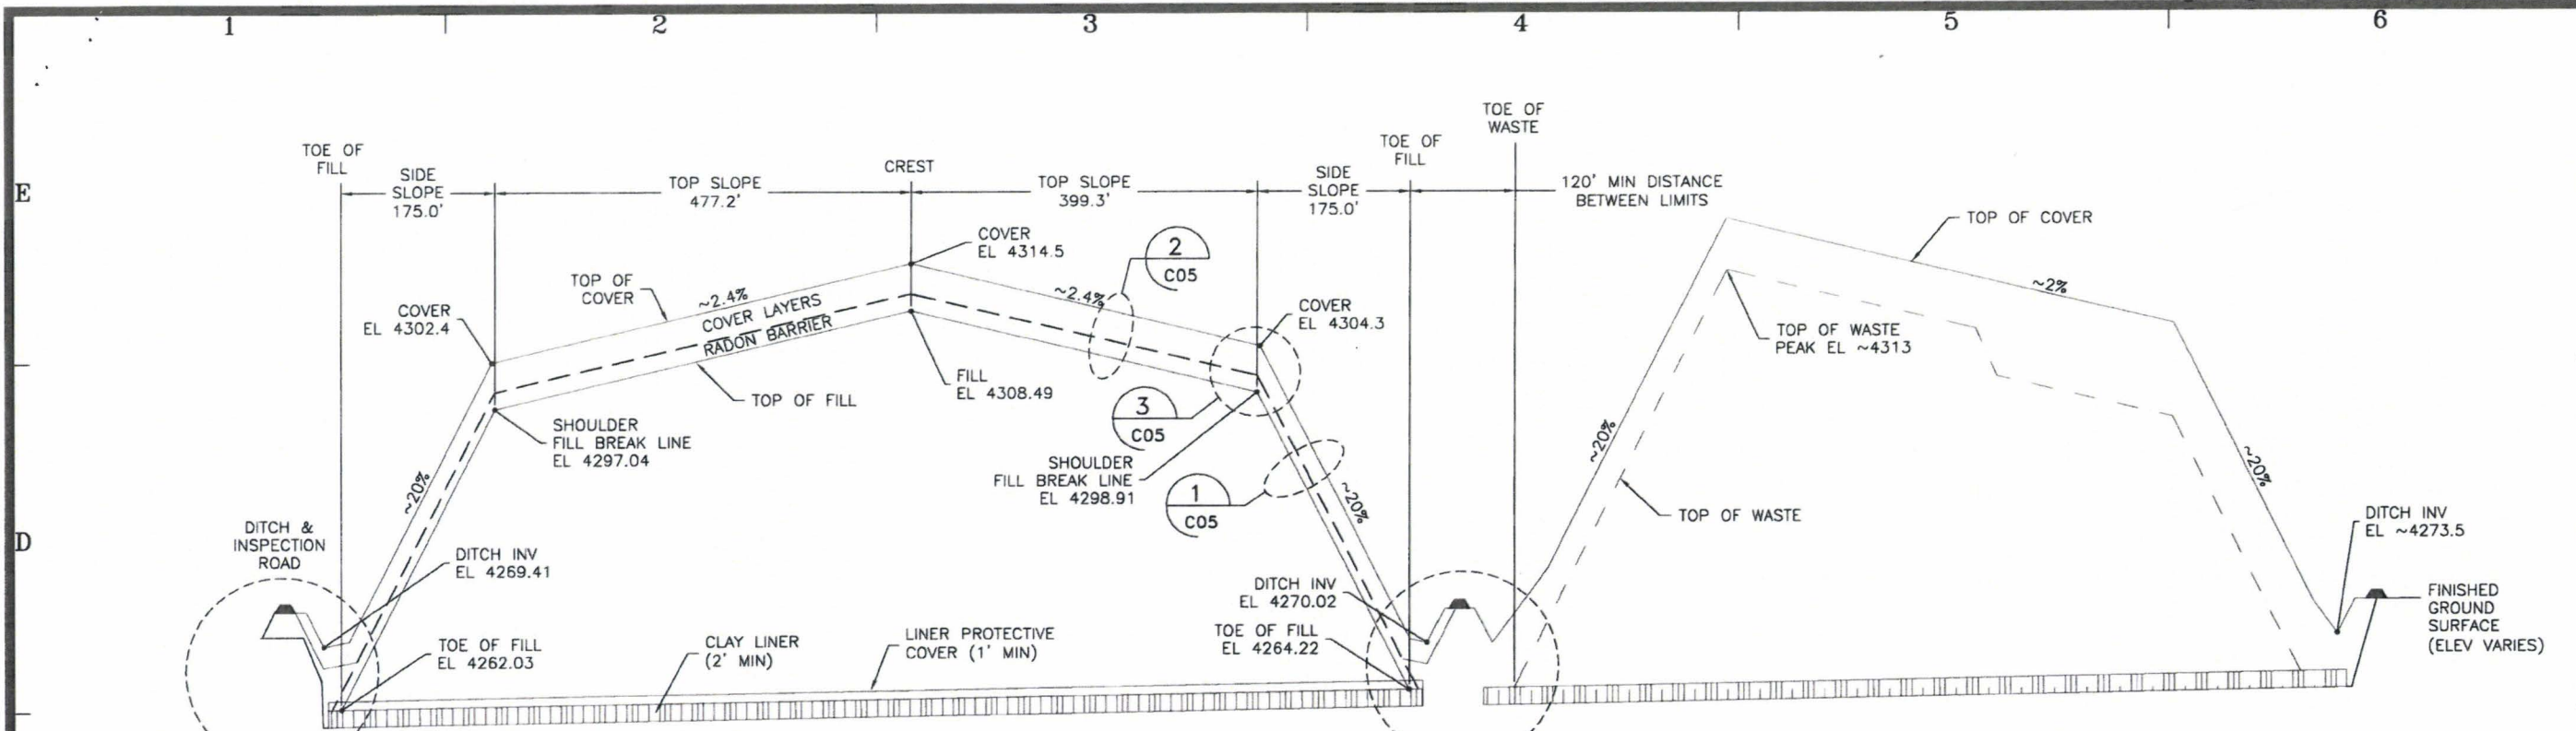 1
2
3
4
5
6
E
D
TOE OF
FILL
SIDE
SLOPE
175.0'
TOP SLOPE
477.2'
CREST
TOP SLOPE
399.3'
SIDE
SLOPE
175.0'
TOE OF
FILL
TOE OF
WASTE
120' MIN DISTANCE
BETWEEN LIMITS
COVER
EL 4302.4
TOP OF
COVER
~2.4%
COVER LAYERS
RADON BARRIER
COVER
EL 4314.5
~2.4%
2
C05
COVER
EL 4304.3
TOP OF COVER
~2%
TOP OF WASTE
PEAK EL ~4313
TOP OF FILL
FILL
EL 4308.49
3
C05
SHOULDER
FILL BREAK LINE
EL 4297.04
SHOULDER
FILL BREAK LINE
EL 4298.91
1
C05
~20%
~20%
~20%
~20%
TOP OF WASTE
DITCH &
INSPECTION
ROAD
DITCH INV
EL 4269.41
TOE OF FILL
EL 4262.03
CLAY LINER
(2' MIN)
LINER PROTECTIVE
COVER (1' MIN)
DITCH INV
EL 4270.02
TOE OF FILL
EL 4264.22
DITCH INV
EL ~4273.5
FINISHED
GROUND
SURFACE
(ELEV VARIES)